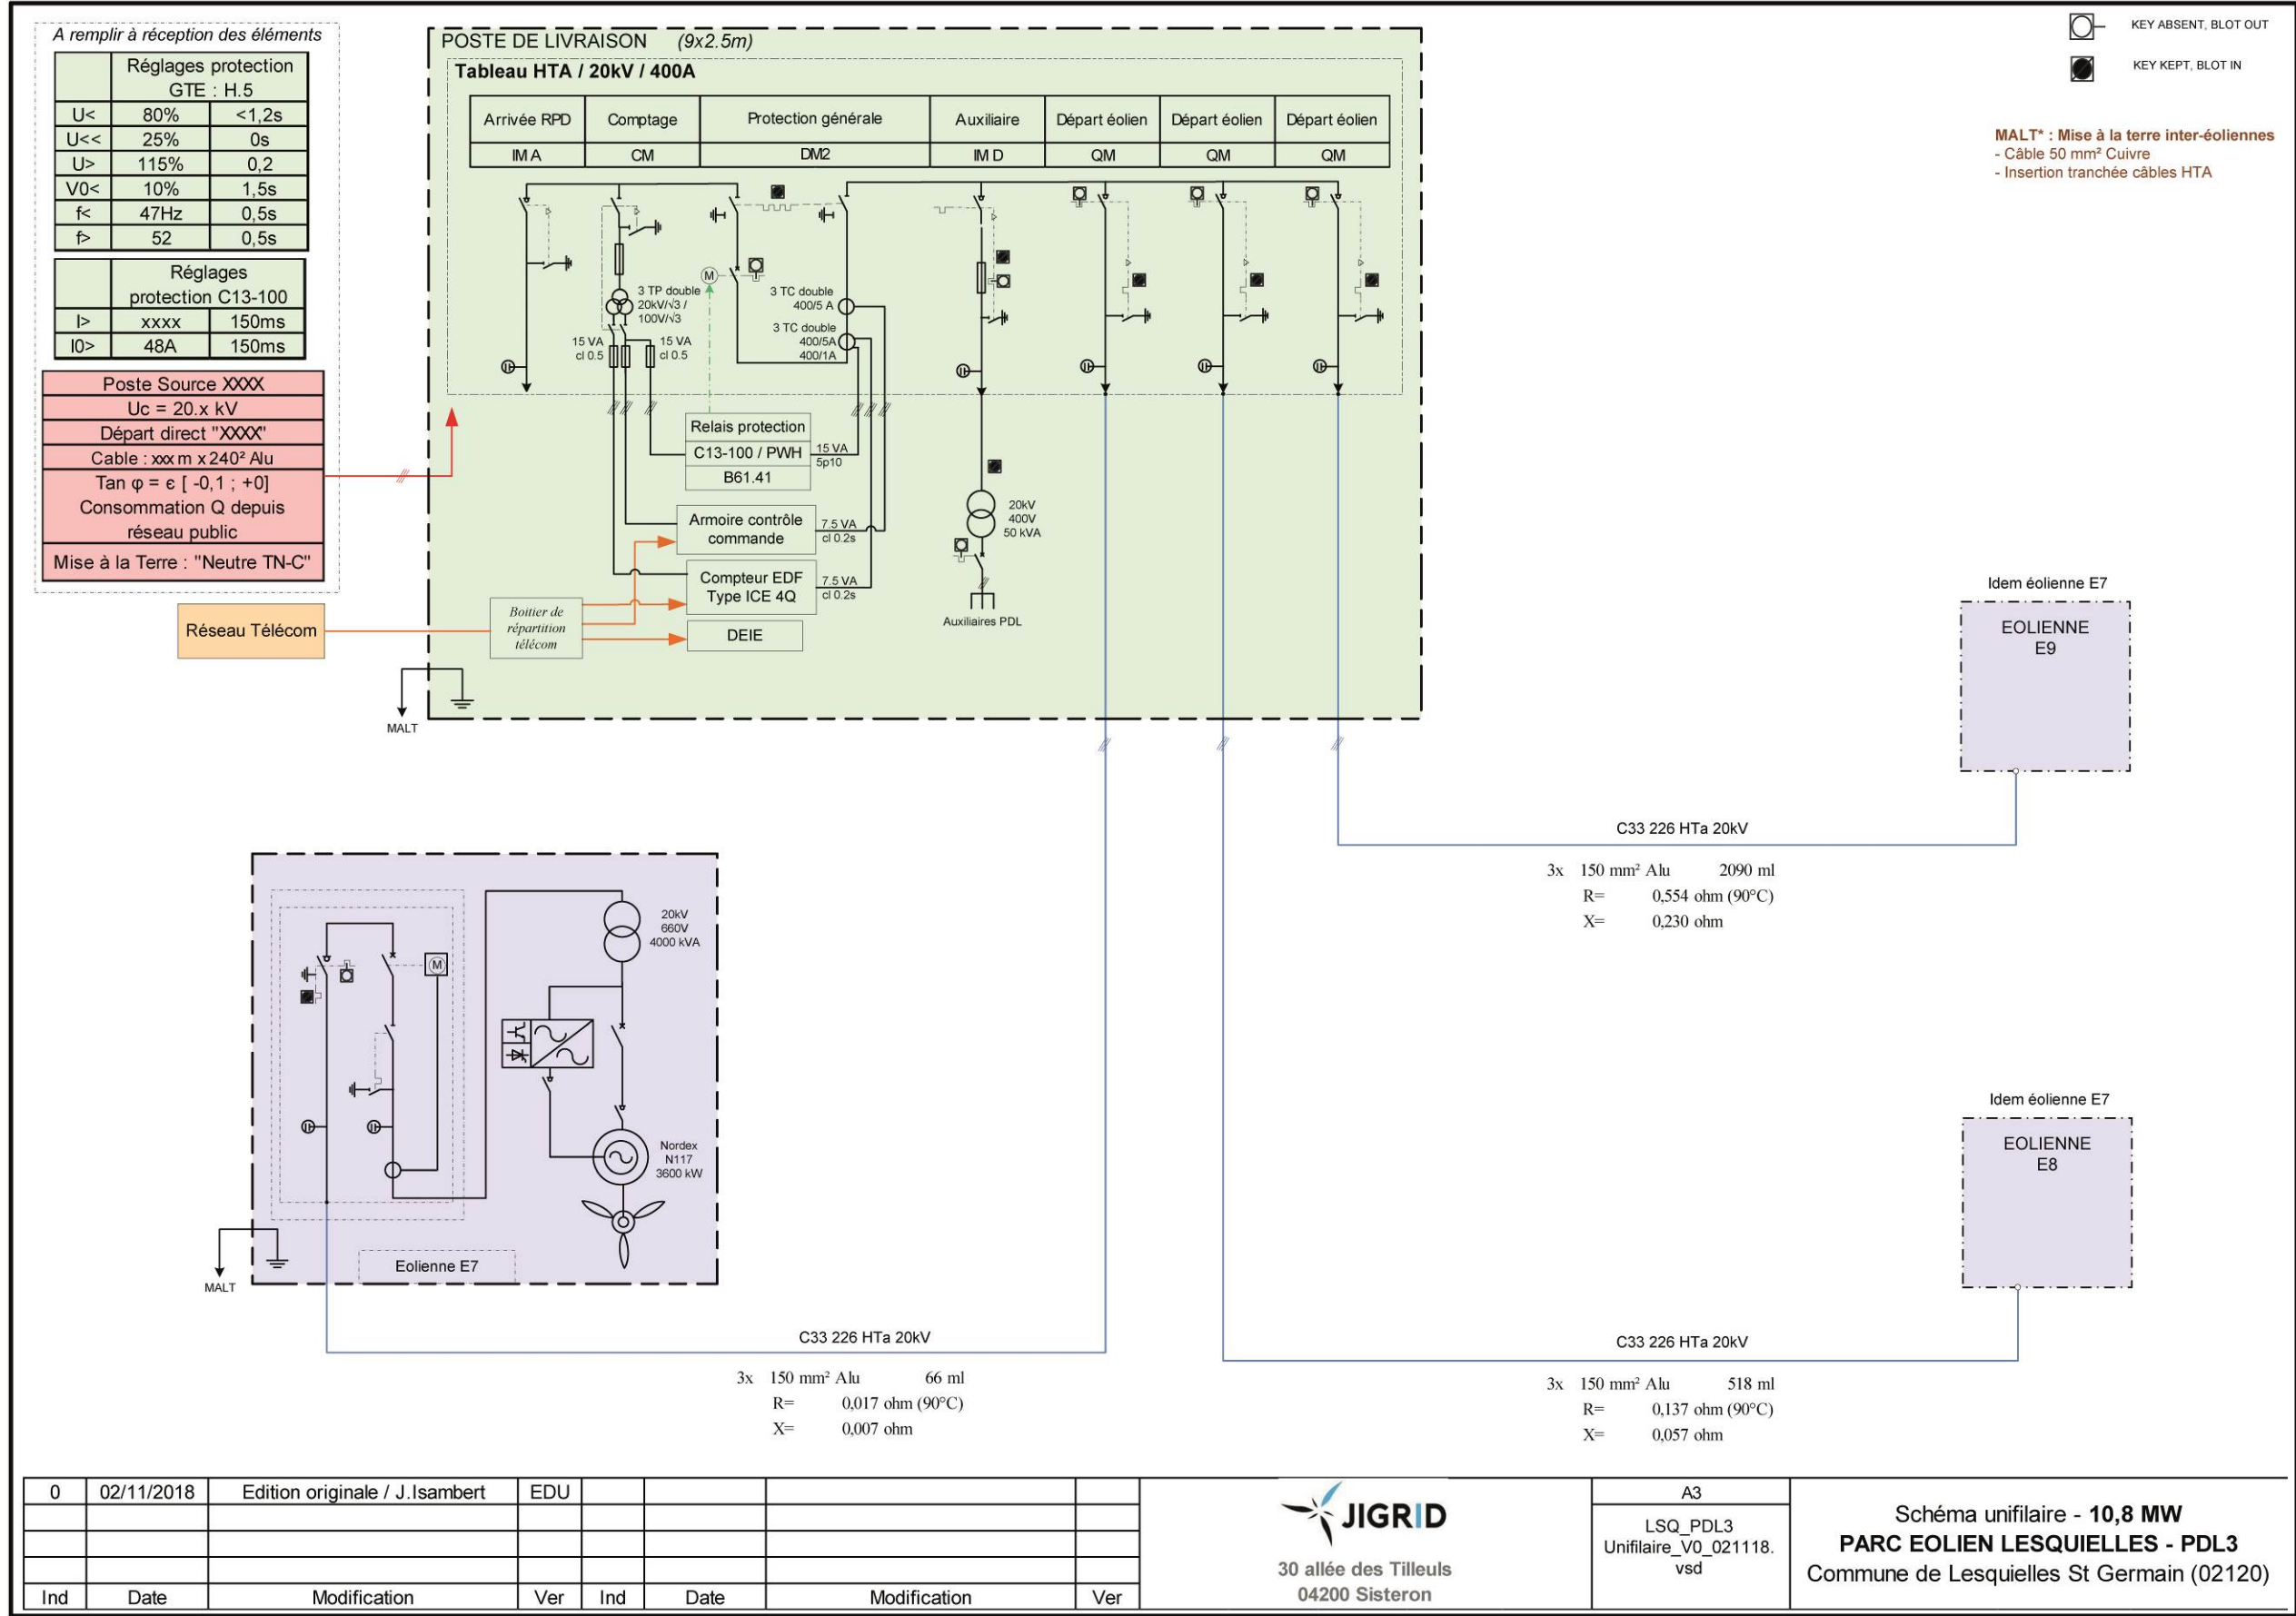 A remplir à réception des éléments
Réglages protection
GTE : H.5
U< 80% <1,2s
U<< 25% 0s
U> 115% 0,2
V0< 10% 1,5s
f< 47Hz 0,5s
f> 52 0,5s
Réglages
protection C13-100
I> xxxx 150ms
I0> 48A 150ms
Poste Source XXXX
Uc = 20.x kV
Départ direct "XXXX"
Cable : xxx m x 240² Alu
Tan φ = є [ -0,1 ; +0]
Consommation Q depuis
réseau public
Mise à la Terre : "Neutre TN-C"
Réseau Télécom
POSTE DE LIVRAISON (9x2.5m)
Tableau HTA / 20kV / 400A
Arrivée RPD Comptage Protection générale Auxiliaire Départ éolien Départ éolien Départ éolien
IM A CM DM2 IM D QM QM QM
M
3 TP double
20kV/√3 /
100V/√3
3 TC double
400/5 A
3 TC double
400/5A
400/1A
15 VA
cl 0.5
15 VA
cl 0.5
Relais protection
C13-100 / PWH
B61.41
15 VA
5p10
Armoire contrôle
commande
7.5 VA
cl 0.2s
Compteur EDF
Type ICE 4Q
7.5 VA
cl 0.2s
DEIE
Boitier de
répartition
télécom
20kV
400V
50 kVA
Auxiliaires PDL
MALT
KEY ABSENT, BLOT OUT
KEY KEPT, BLOT IN
MALT* : Mise à la terre inter-éoliennes
- Câble 50 mm² Cuivre
- Insertion tranchée câbles HTA
Idem éolienne E7
EOLIENNE
E9
C33 226 HTa 20kV
3x 150 mm² Alu 2090 ml
R= 0,554 ohm (90°C)
X= 0,230 ohm
M
20kV
660V
4000 kVA
Nordex
N117
3600 kW
Eolienne E7
MALT
C33 226 HTa 20kV
3x 150 mm² Alu 66 ml
R= 0,017 ohm (90°C)
X= 0,007 ohm
Idem éolienne E7
EOLIENNE
E8
C33 226 HTa 20kV
3x 150 mm² Alu 518 ml
R= 0,137 ohm (90°C)
X= 0,057 ohm
0 02/11/2018 Edition originale / J.Isambert EDU
Ind Date Modification Ver Ind Date Modification Ver
JIGRID
30 allée des Tilleuls
04200 Sisteron
A3
LSQ_PDL3
Unifilaire_V0_021118.
vsd
Schéma unifilaire - 10,8 MW
PARC EOLIEN LESQUIELLES - PDL3
Commune de Lesquielles St Germain (02120)